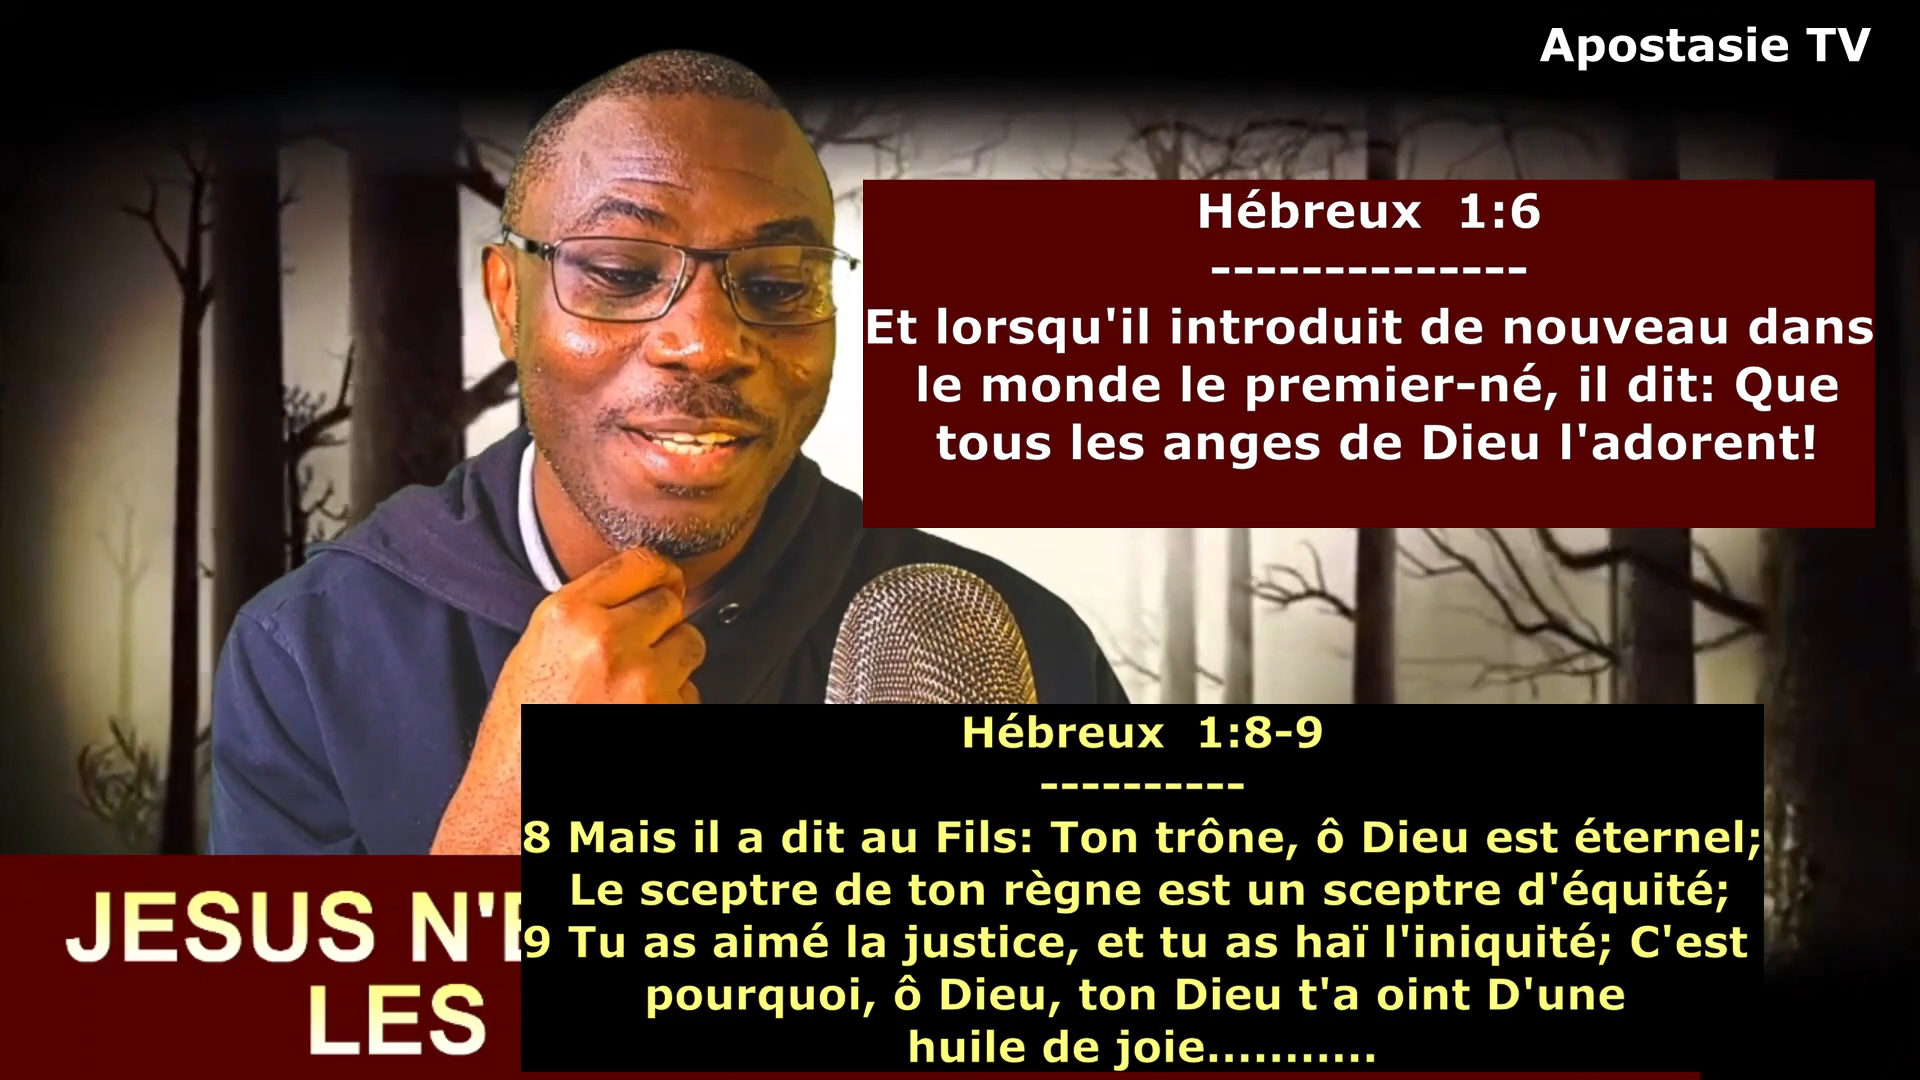 Apostasie TV
Hébreux 1:6
--------------
Et lorsqu'il introduit de nouveau dans
le monde le premier-né, il dit: Que
tous les anges de Dieu l'adorent!
Hébreux 1:8-9
----------
8 Mais il a dit au Fils: Ton trône, ô Dieu est éternel;
Le sceptre de ton règne est un sceptre d'équité;
9 Tu as aimé la justice, et tu as haï l'iniquité; C'est
pourquoi, ô Dieu, ton Dieu t'a oint D'une
huile de joie...........
JESUS N'E
LES